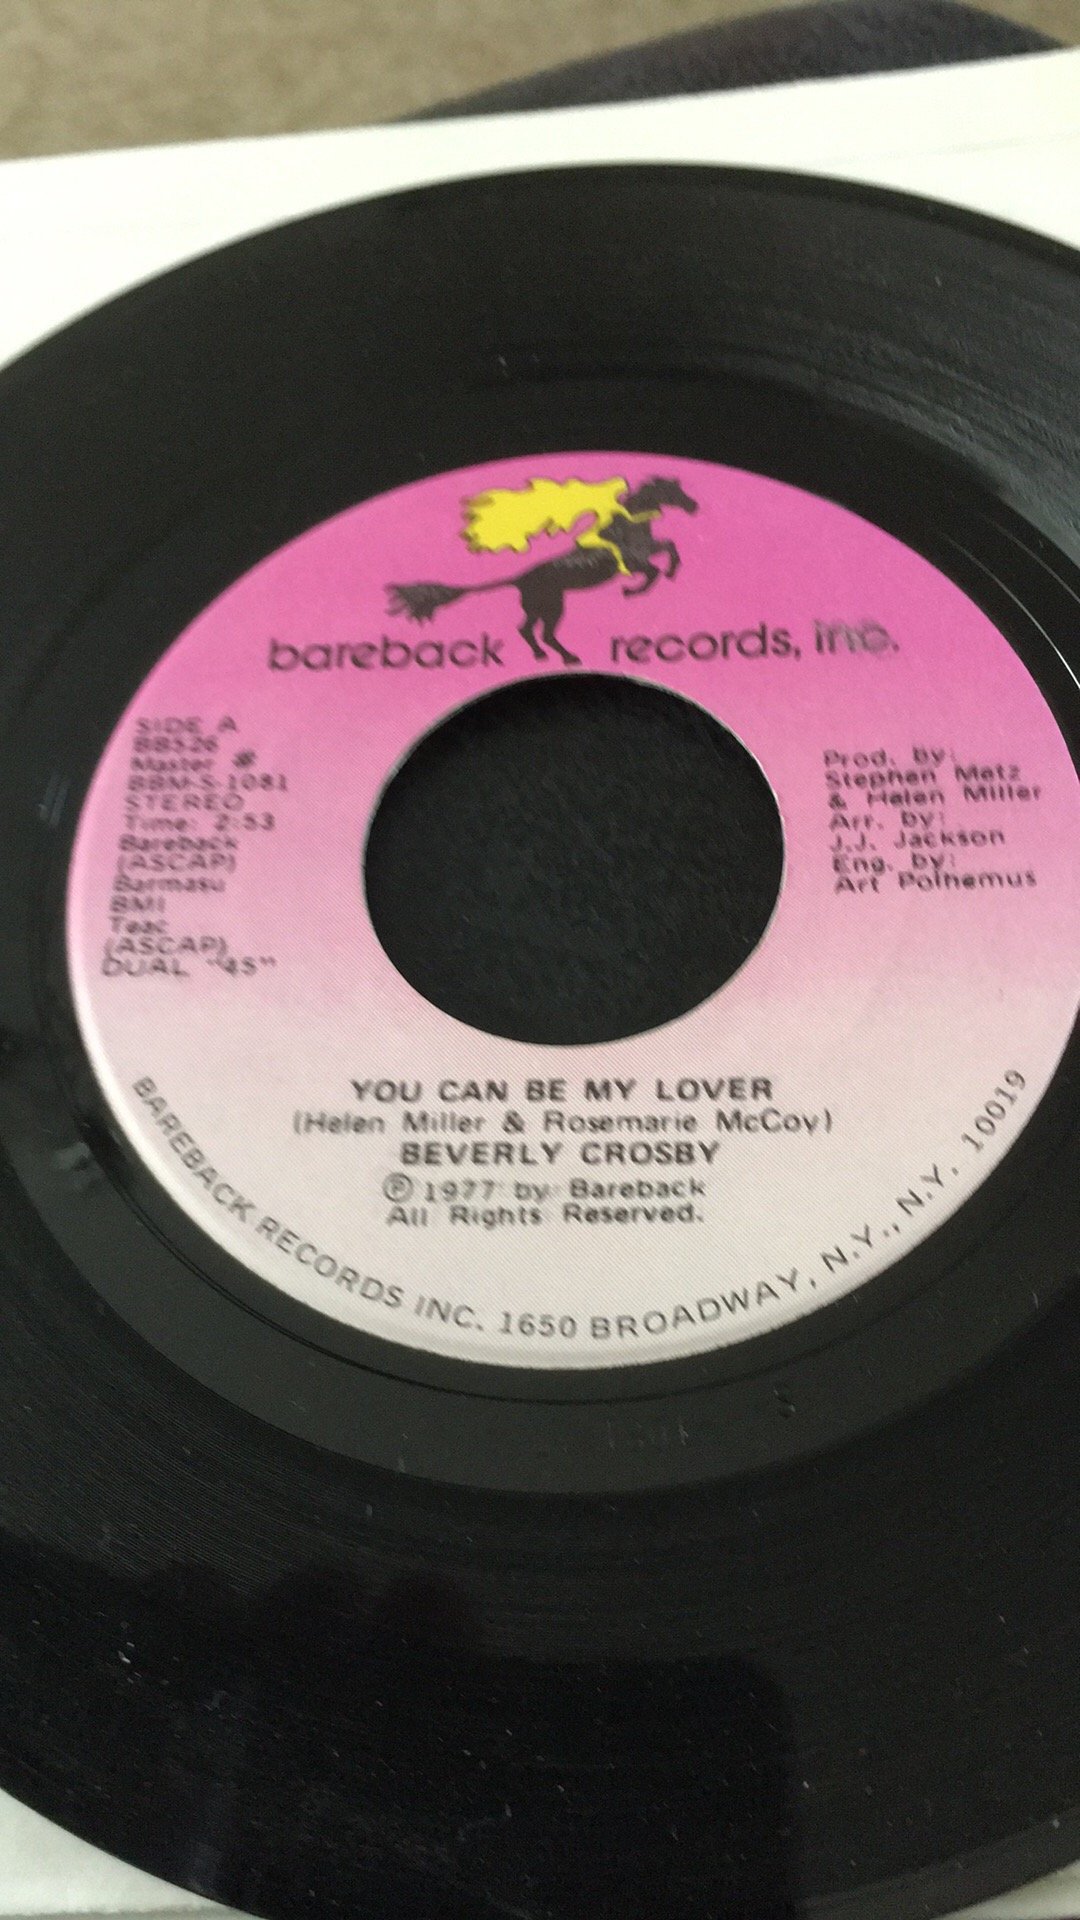 bareback records, inc.
SIDE A
BB526
Master #
BBM-S-1081
STEREO
Time: 2:53
Bareback
(ASCAP)
Barmasu
BMI
Teac
(ASCAP)
DUAL "45"
Prod. by:
Stephen Metz
& Helen Miller
Arr. by:
J.J. Jackson
Eng. by:
Art Polhemus
YOU CAN BE MY LOVER
(Helen Miller & Rosemarie McCoy)
BEVERLY CROSBY
Ⓟ 1977 by Bareback
All Rights Reserved.
BAREBACK RECORDS INC. 1650 BROADWAY, N.Y., N.Y. 10019